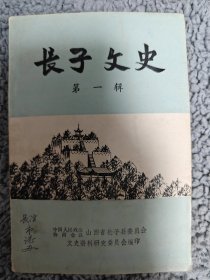 长子文史
第一辑
中国人民政治
协商会议
山西省长子县委员会
文史资料研究委员会编印